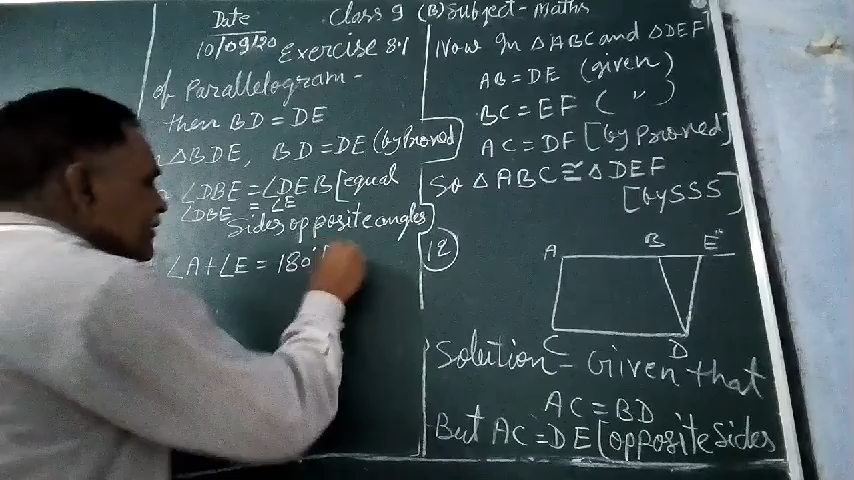 Date
10/09/20
Class 9 (B) Subject - Maths
Exercise 8.1
of Parallelogram -
then BD = DE
ΔBDE, BD = DE (by Proved)
∠DBE = ∠DEB [equal
∠DBE = ∠E
Sides opposite angles]
∠A + ∠E = 180°
Now In ΔABC and ΔDEF
AB = DE (given)
BC = EF ( " )
AC = DF [by Proved]
So ΔABC ≅ ΔDEF
[by SSS]
12
A B E
C D
Solution - Given that
AC = BD
But AC = DE [opposite Sides